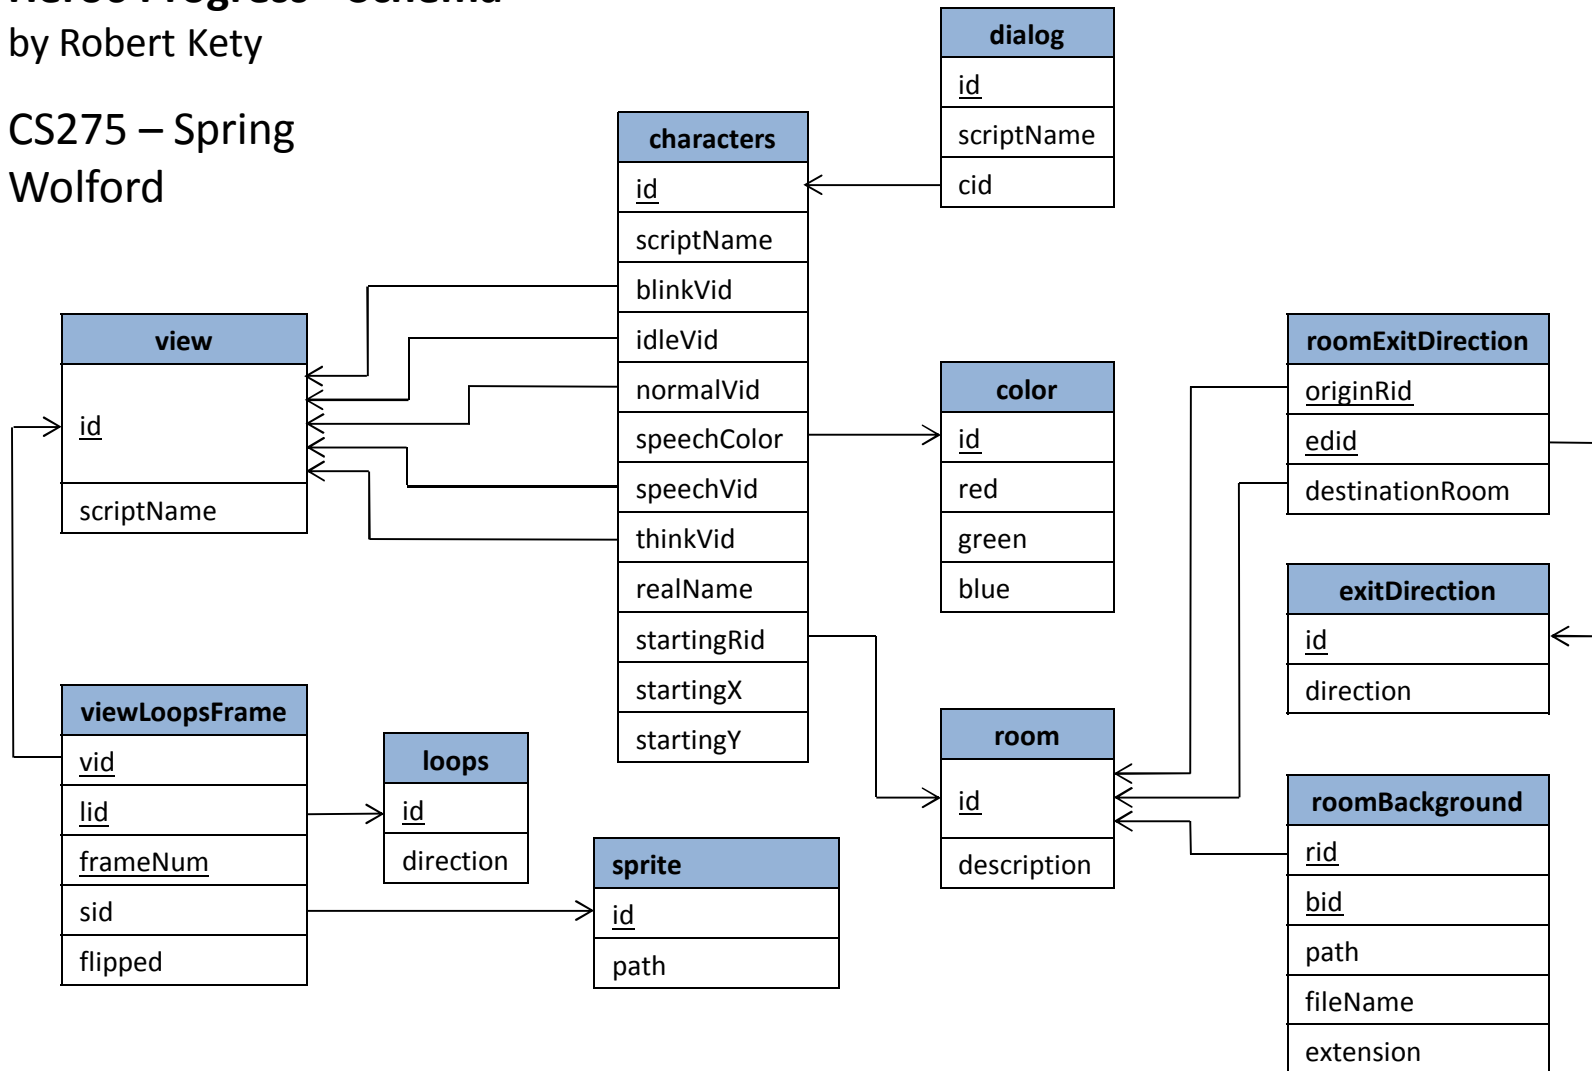 by Robert Kety
CS275 – Spring
Wolford
dialog
id
scriptName
cid
characters
id
scriptName
blinkVid
idleVid
normalVid
speechColor
speechVid
thinkVid
realName
startingRid
startingX
startingY
view
id
scriptName
color
id
red
green
blue
roomExitDirection
originRid
edid
destinationRoom
exitDirection
id
direction
viewLoopsFrame
vid
lid
frameNum
sid
flipped
loops
id
direction
sprite
id
path
room
id
description
roomBackground
rid
bid
path
fileName
extension